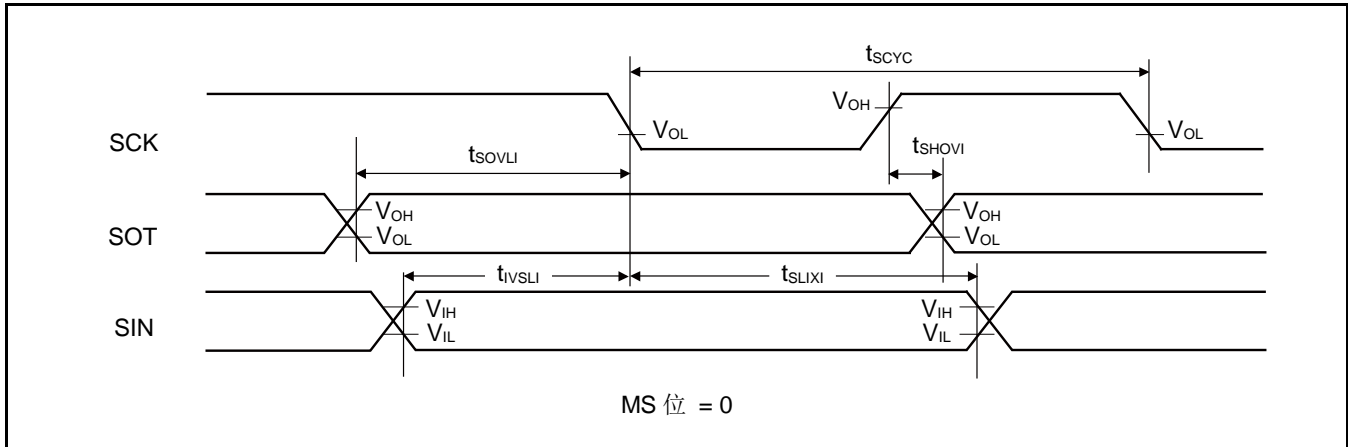 tSCYC
VOH
SCK
VOL
VOL
tSOVLI
tSHOVI
VOH
VOH
SOT
VOL
VOL
tIVSLI
tSLIXI
VIH
VIH
SIN
VIL
VIL
MS 位 = 0